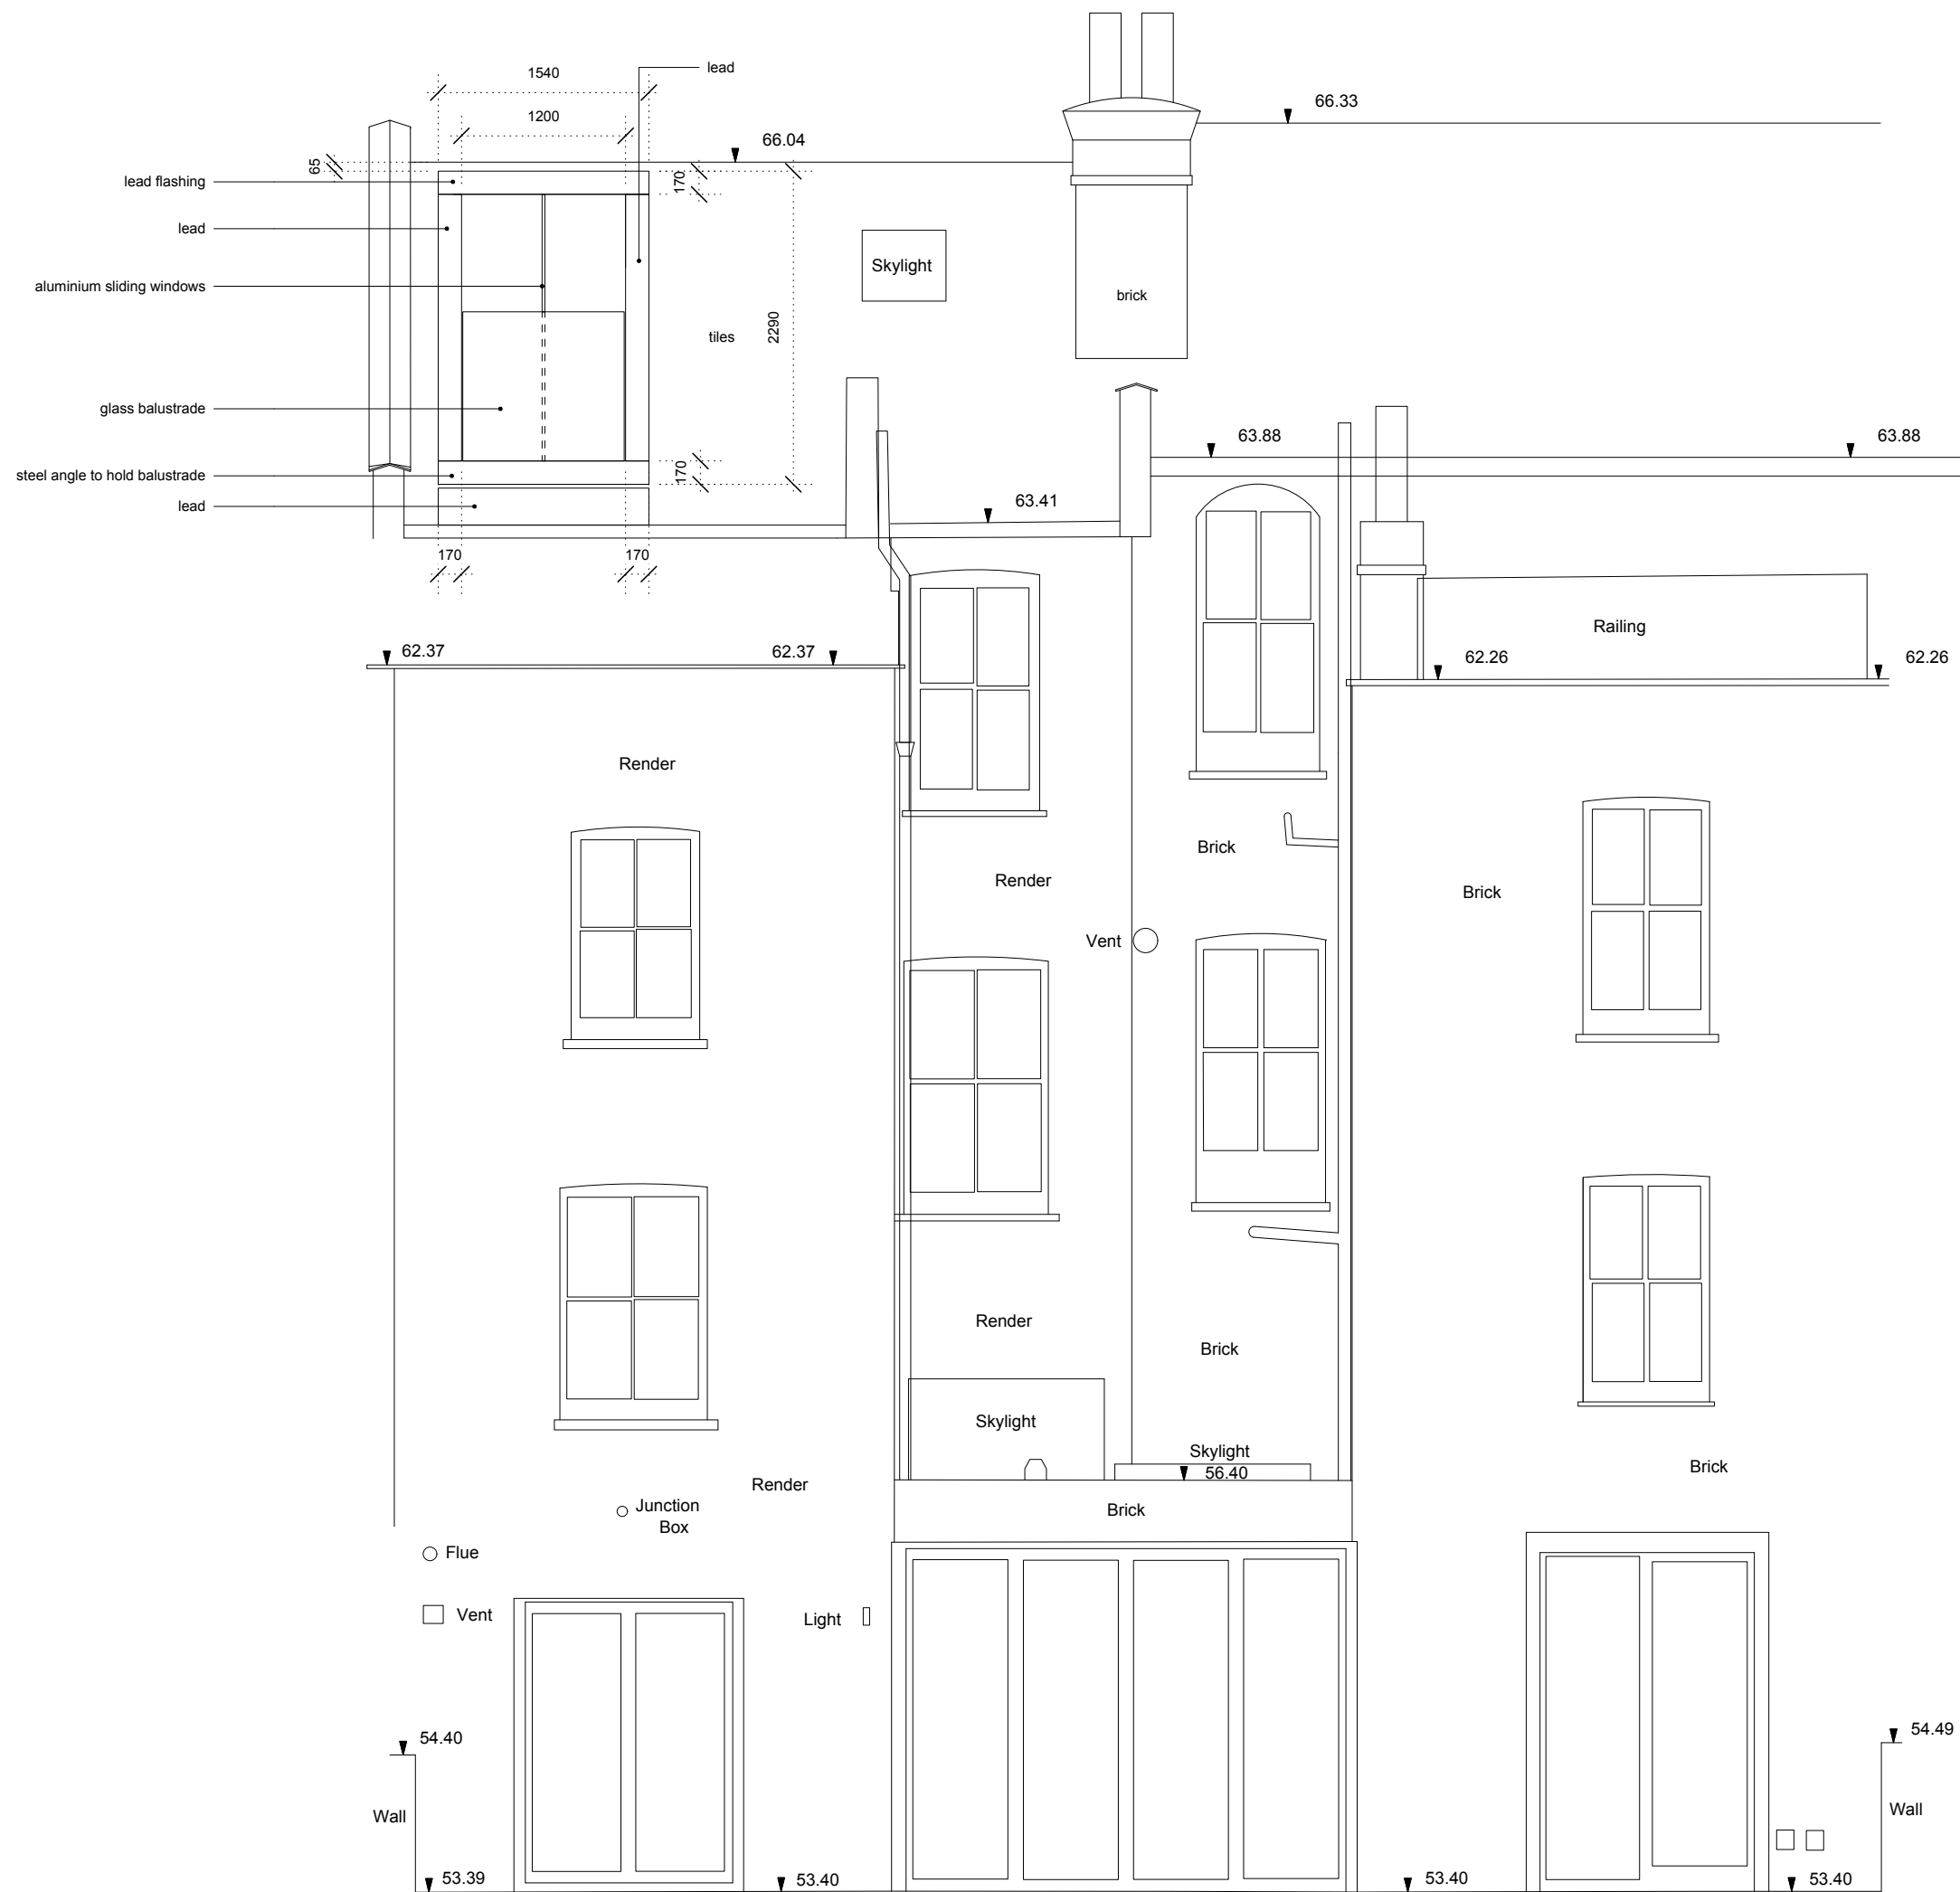 1540
lead
1200
66.33
66.04
65
lead flashing
170
lead
Skylight
aluminium sliding windows
brick
2290
tiles
glass balustrade
63.88
63.88
steel angle to hold balustrade
170
63.41
lead
170
170
Railing
62.37
62.37
62.26
62.26
Render
Brick
Render
Brick
Vent
Render
Brick
Skylight
Skylight
Brick
56.40
Render
Junction
Box
Brick
Flue
Vent
Light
54.49
54.40
Wall
Wall
53.39
53.40
53.40
53.40